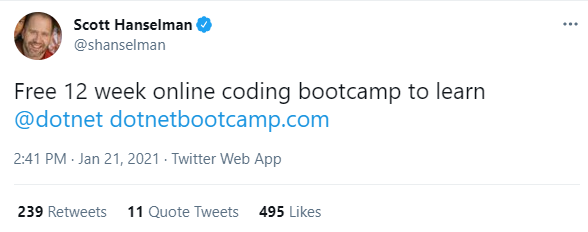 Scott Hanselman
@shanselman
Free 12 week online coding bootcamp to learn
@dotnet dotnetbootcamp.com
2:41 PM · Jan 21, 2021 · Twitter Web App
239 Retweets 11 Quote Tweets 495 Likes